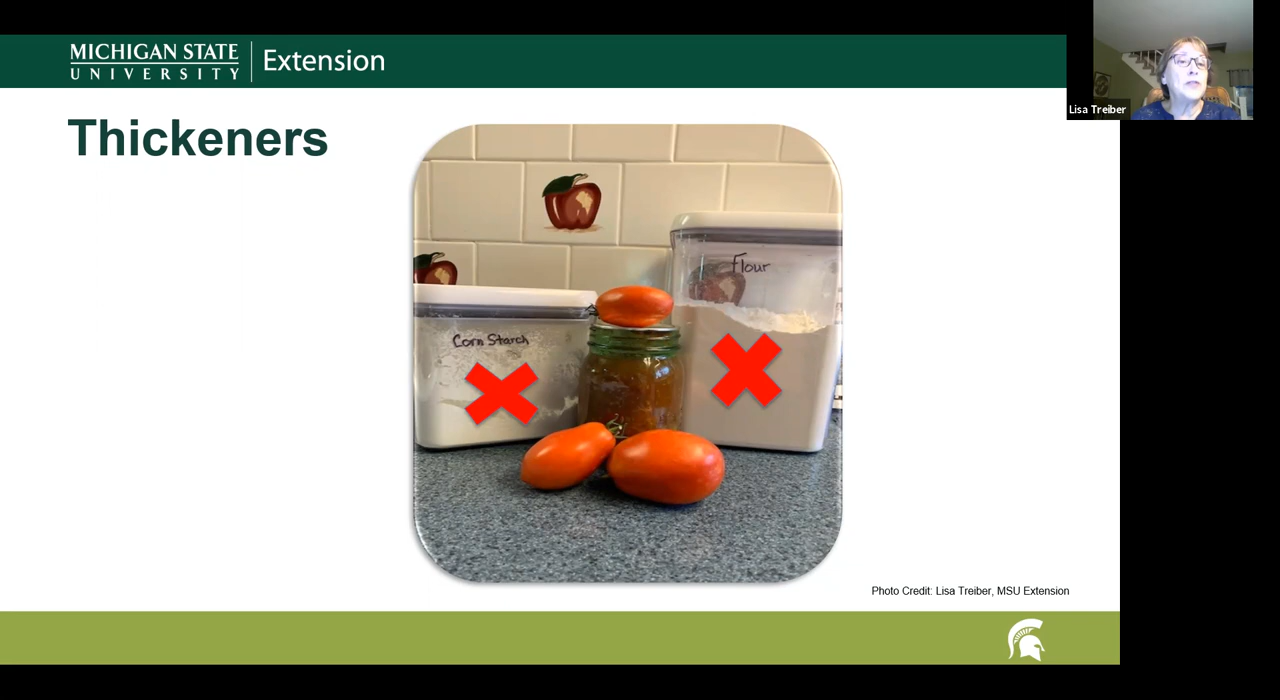 MICHIGAN STATE
UNIVERSITY
Extension
Lisa Treiber
Thickeners
Flour
Corn Starch
Photo Credit: Lisa Treiber, MSU Extension